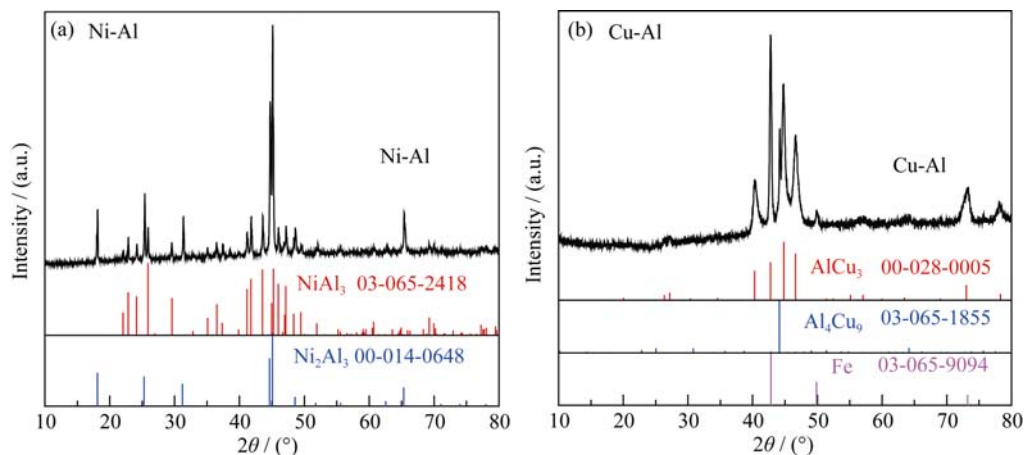 (a) Ni-Al
Intensity / (a.u.)
Ni-Al
NiAl₃ 03-065-2418
Ni₂Al₃ 00-014-0648
10 20 30 40 50 60 70 80
2θ / (°)
(b) Cu-Al
Intensity / (a.u.)
Cu-Al
AlCu₃ 00-028-0005
Al₄Cu₉ 03-065-1855
Fe 03-065-9094
10 20 30 40 50 60 70 80
2θ / (°)